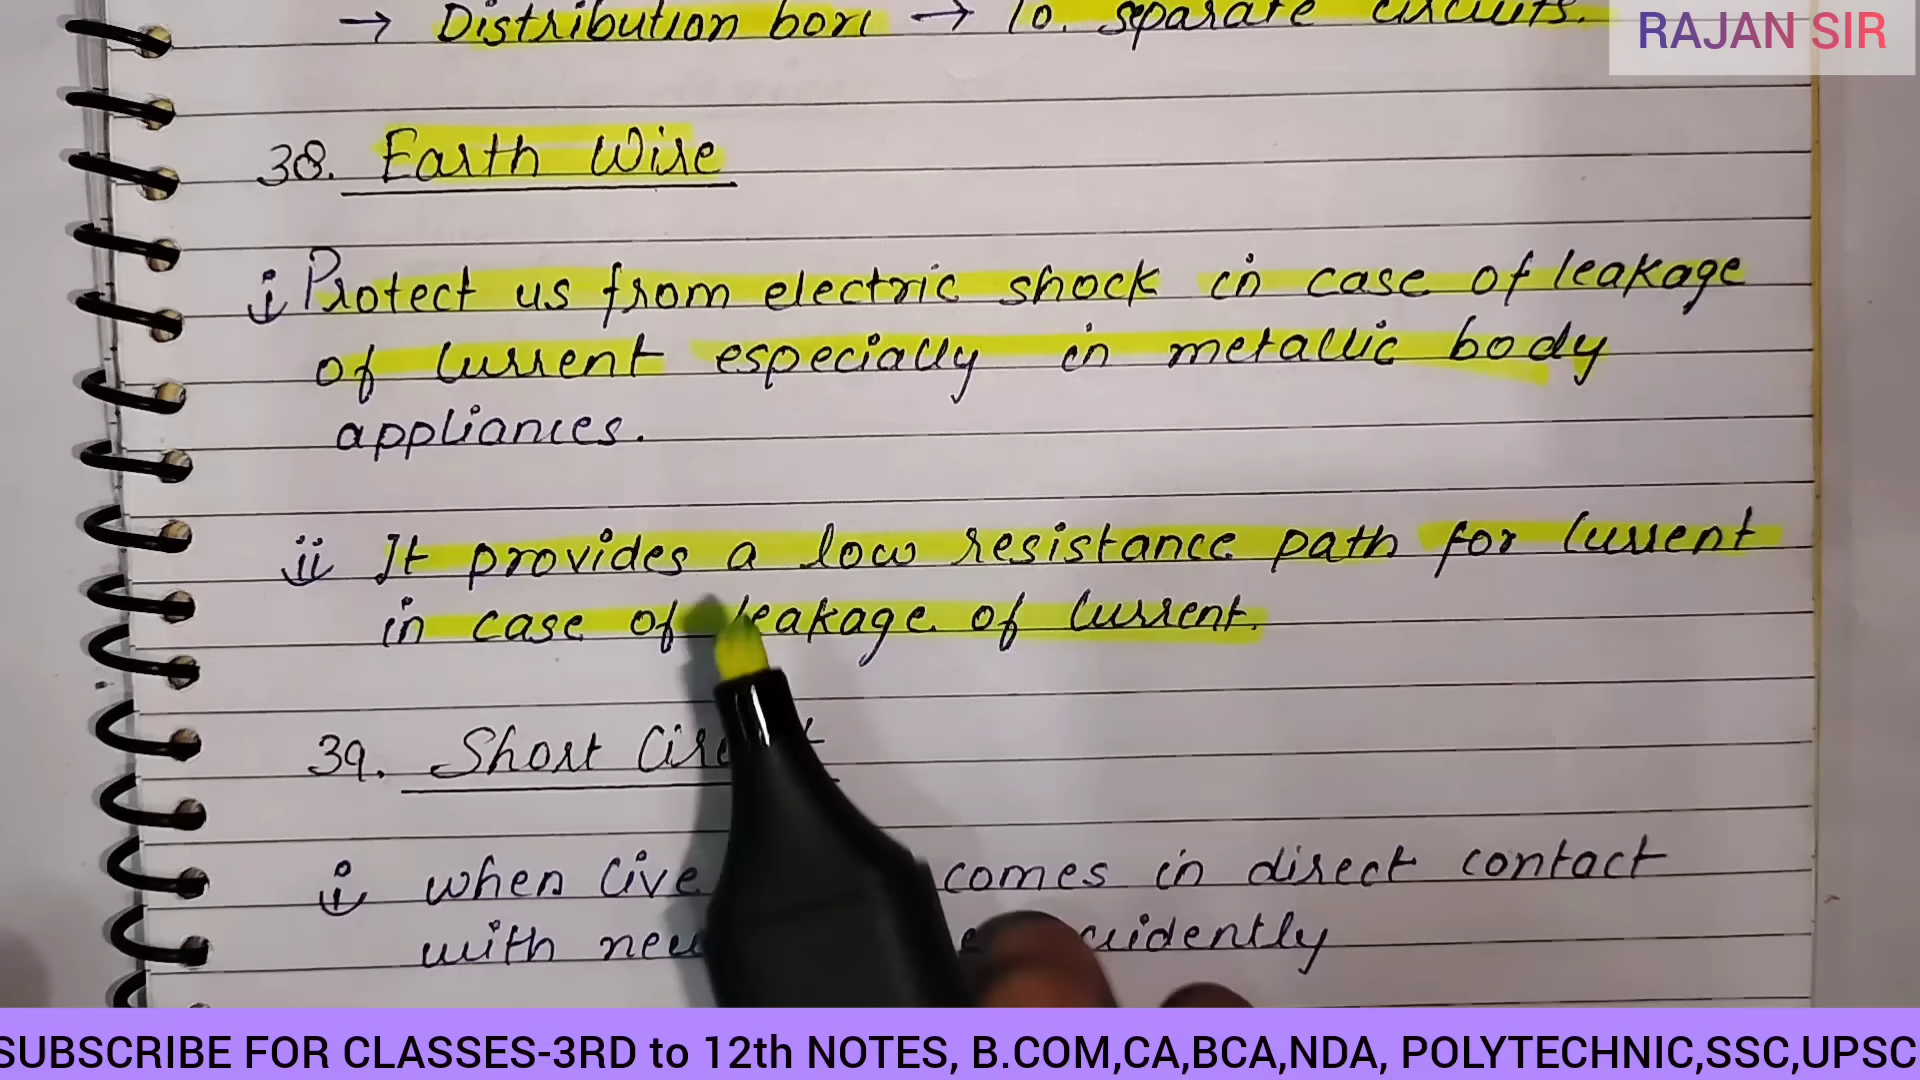 → Distribution box → To. separate circuits.
RAJAN SIR
38. Earth Wire
i Protect us from electric shock in case of leakage
of current especially in metallic body
appliances.
ii It provides a low resistance path for current
in case of leakage of current.
39. Short
i when live comes in direct contact
with
SUBSCRIBE FOR CLASSES-3RD to 12th NOTES, B.COM,CA,BCA,NDA, POLYTECHNIC,SSC,UPSC